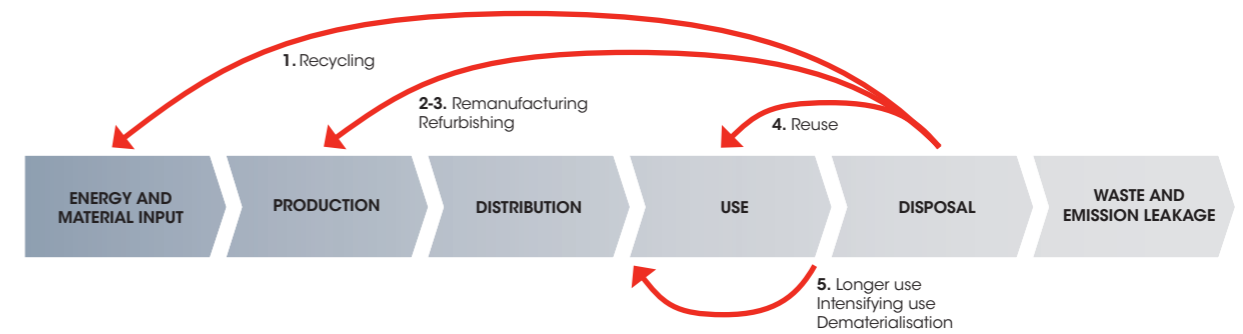 1. Recycling
2-3. Remanufacturing
Refurbishing
4. Reuse
ENERGY AND
MATERIAL INPUT
PRODUCTION
DISTRIBUTION
USE
DISPOSAL
WASTE AND
EMISSION LEAKAGE
5. Longer use
Intensifying use
Dematerialisation